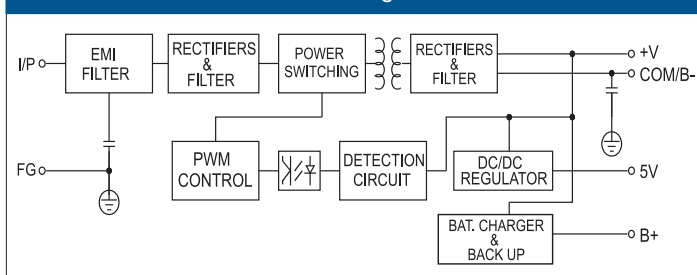 I/P
EMI
FILTER
RECTIFIERS
&
FILTER
POWER
SWITCHING
RECTIFIERS
&
FILTER
+V
COM/B-
FG
PWM
CONTROL
DETECTION
CIRCUIT
DC/DC
REGULATOR
5V
BAT. CHARGER
&
BACK UP
B+